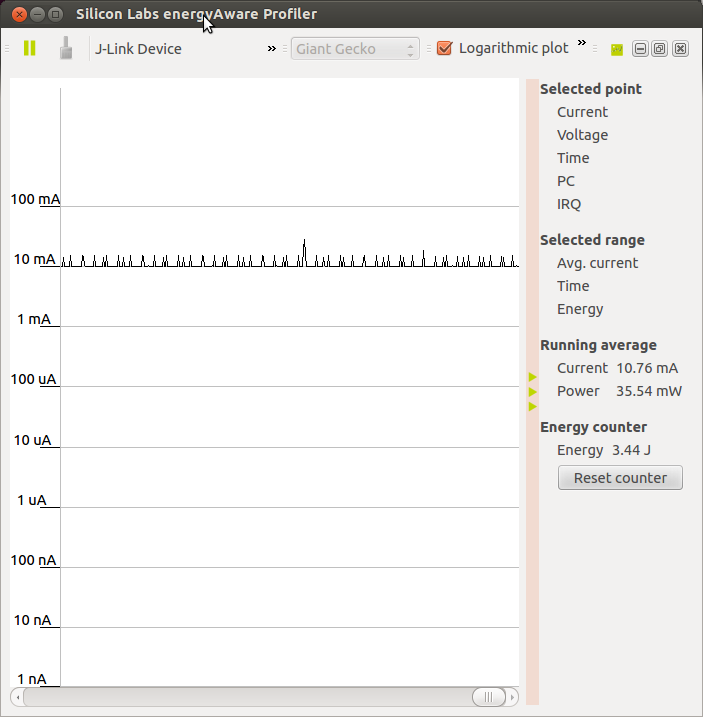 Silicon Labs energyAware Profiler
J-Link Device » Giant Gecko Logarithmic plot »
100 mA
10 mA
1 mA
100 uA
10 uA
1 uA
100 nA
10 nA
1 nA
Selected point
Current
Voltage
Time
PC
IRQ
Selected range
Avg. current
Time
Energy
Running average
Current 10.76 mA
Power 35.54 mW
Energy counter
Energy 3.44 J
Reset counter